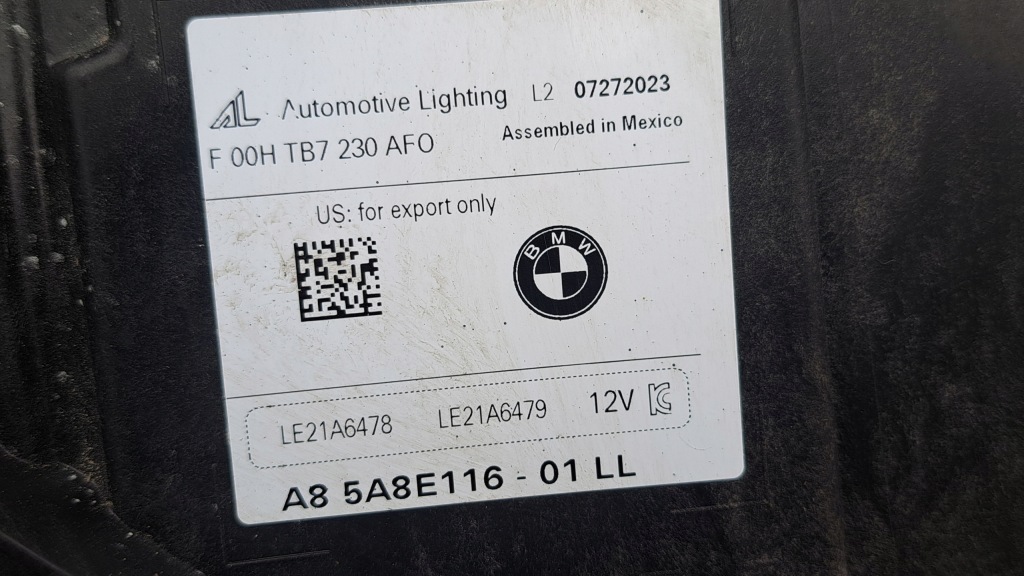 AL Automotive Lighting L2 07272023
F 00H TB7 230 AFO Assembled in Mexico
US: for export only
BMW
LE21A6478 LE21A6479 12V
A8 5A8E116 - 01 LL